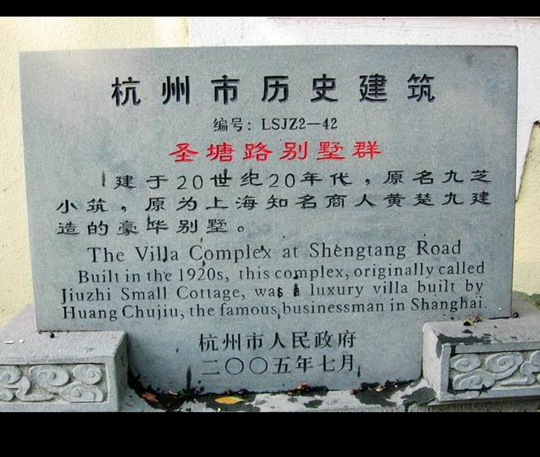 杭州市历史建筑
编号：LSJZ2-42
圣塘路别墅群
建于20世纪20年代，原名九芝
小筑，原为上海知名商人黄楚九建
造的豪华别墅。
The Villa Complex at Shengtang Road
Built in the 1920s, this complex, originally called
Jiuzhi Small Cottage, was a luxury villa built by
Huang Chujiu, the famous businessman in Shanghai.
杭州市人民政府
二〇〇五年七月